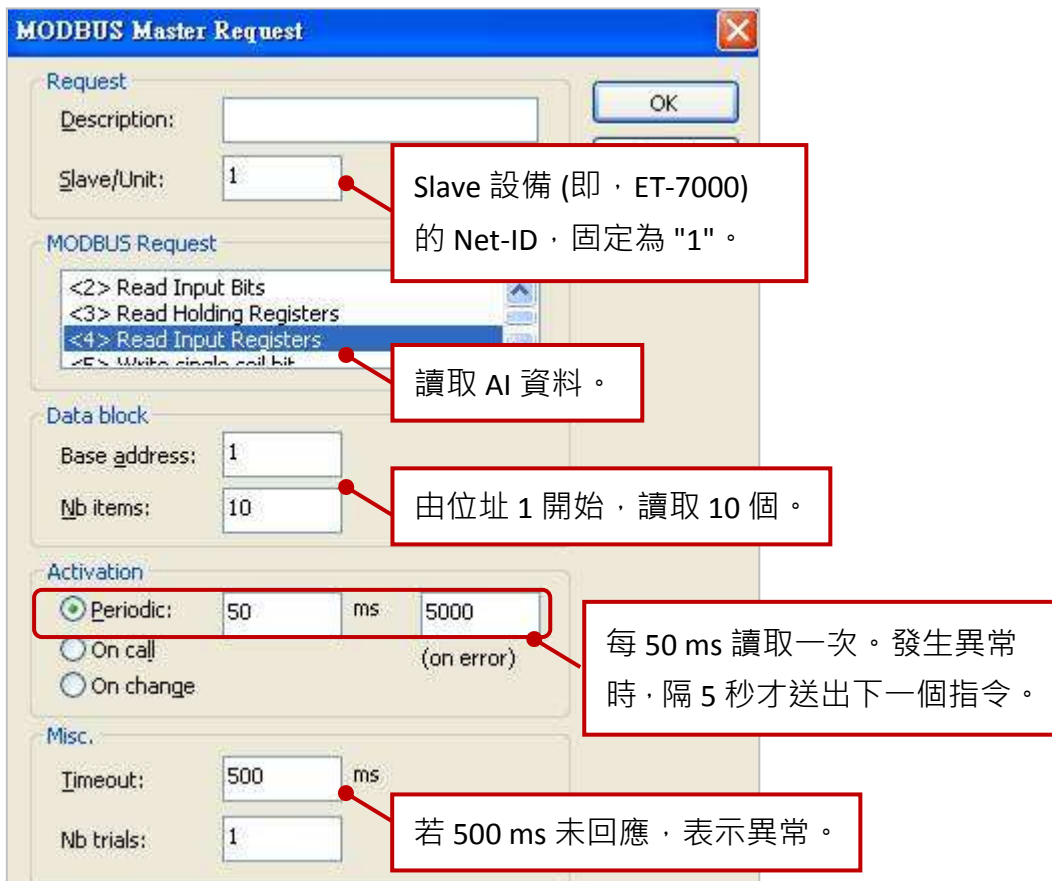 MODBUS Master Request
Request
Description:
OK
Slave/Unit:
1
Slave 設備 (即，ET-7000)
的 Net-ID，固定為 "1"。
MODBUS Request
<2> Read Input Bits
<3> Read Holding Registers
<4> Read Input Registers
<5> Write single coil bit
讀取 AI 資料。
Data block
Base address:
1
Nb items:
10
由位址 1 開始，讀取 10 個。
Activation
Periodic:
50
ms
5000
On call
(on error)
On change
每 50 ms 讀取一次。發生異常
時，隔 5 秒才送出下一個指令。
Misc.
Timeout:
500
ms
Nb trials:
1
若 500 ms 未回應，表示異常。